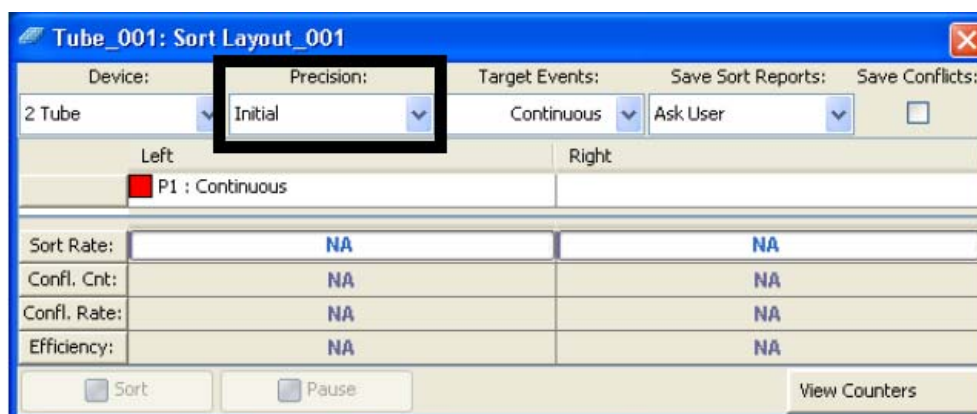 Tube_001: Sort Layout_001
Device: Precision: Target Events: Save Sort Reports: Save Conflicts:
2 Tube Initial Continuous Ask User
Left Right
P1 : Continuous
Sort Rate: NA NA
Confl. Cnt: NA NA
Confl. Rate: NA NA
Efficiency: NA NA
Sort Pause View Counters